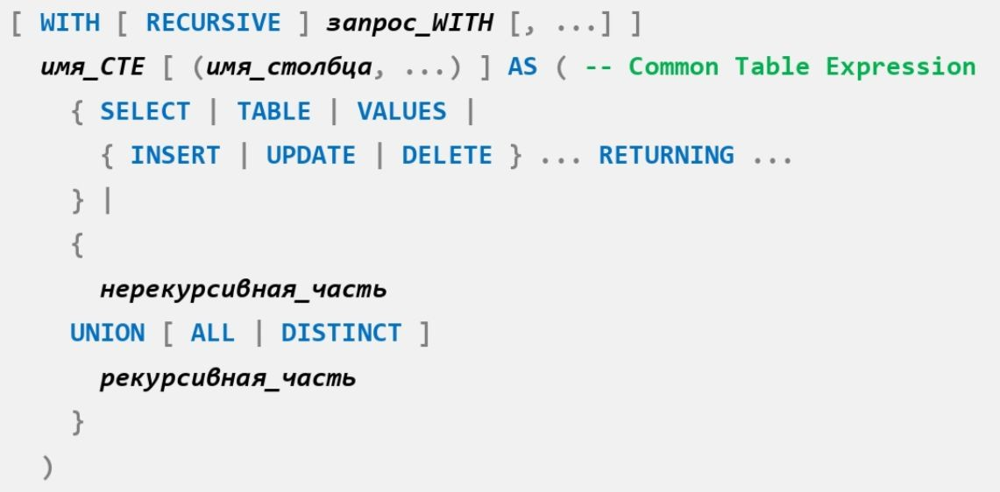 [ WITH [ RECURSIVE ] запрос_WITH [, ...] ]
имя_CTE [ (имя_столбца, ...) ] AS ( -- Common Table Expression
{ SELECT | TABLE | VALUES |
{ INSERT | UPDATE | DELETE } ... RETURNING ...
} |
{
нерекурсивная_часть
UNION [ ALL | DISTINCT ]
рекурсивная_часть
}
)